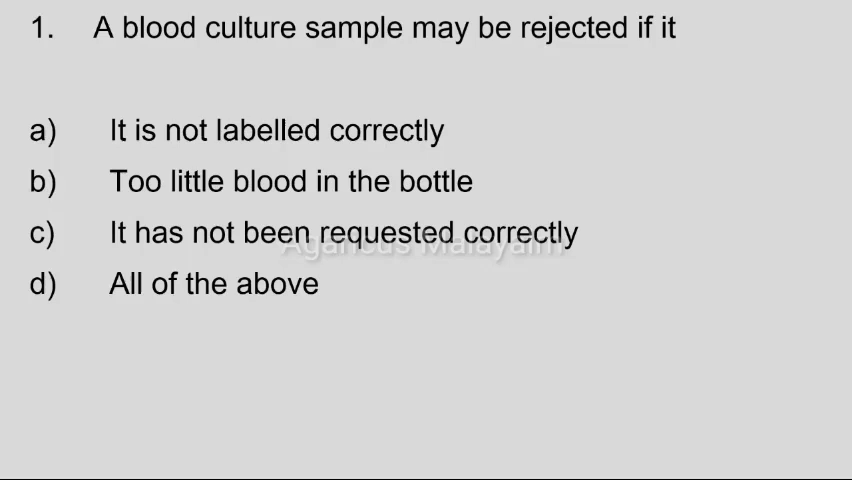 1. A blood culture sample may be rejected if it
a) It is not labelled correctly
b) Too little blood in the bottle
c) It has not been requested correctly
d) All of the above